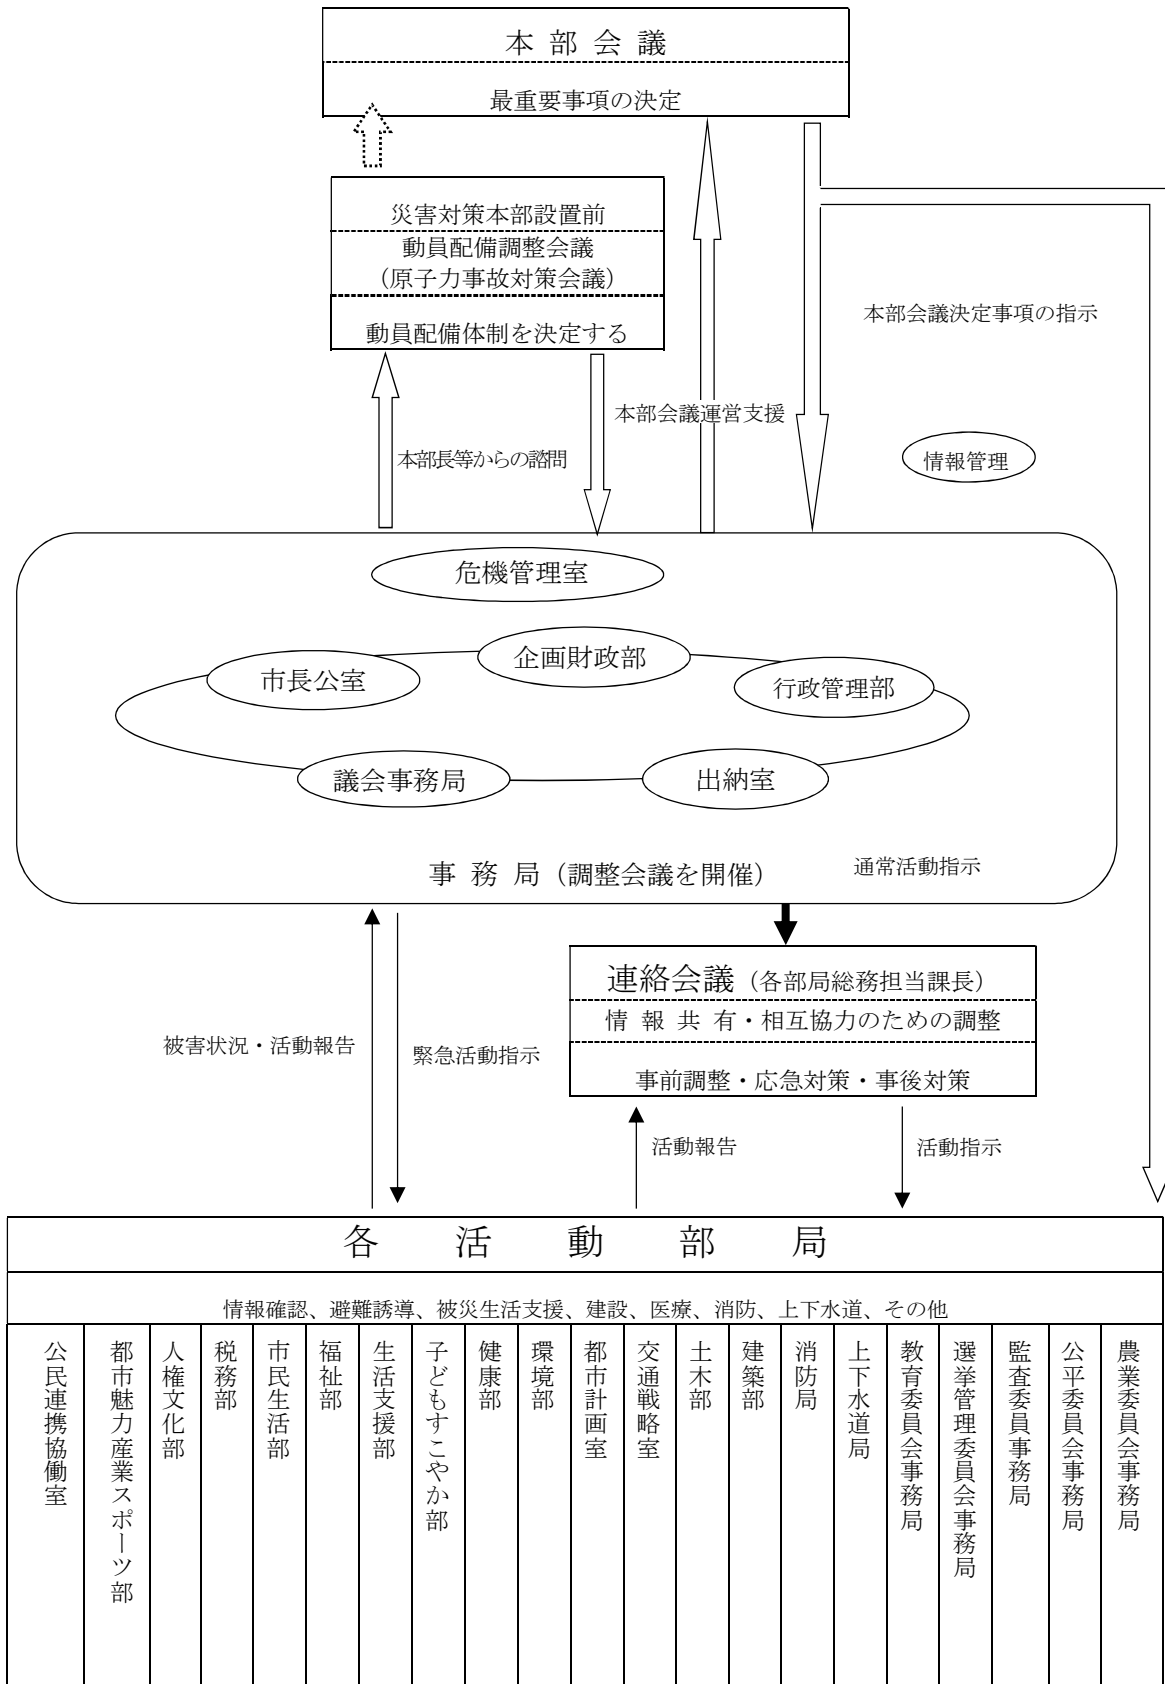 本部会議
最重要事項の決定
災害対策本部設置前
動員配備調整会議
（原子力事故対策会議）
動員配備体制を決定する
本部会議決定事項の指示
本部会議運営支援
本部長等からの諮問
情報管理
危機管理室
企画財政部
市長公室
行政管理部
議会事務局
出納室
事務局（調整会議を開催）
通常活動指示
連絡会議（各部局総務担当課長）
情報共有・相互協力のための調整
事前調整・応急対策・事後対策
被害状況・活動報告
緊急活動指示
活動報告
活動指示
各活動部局
情報確認、避難誘導、被災生活支援、建設、医療、消防、上下水道、その他
公民連携協働室
都市魅力産業スポーツ部
人権文化部
税務部
市民生活部
福祉部
生活支援部
子どもすこやか部
健康部
環境部
都市計画室
交通戦略室
土木部
建築部
消防局
上下水道局
教育委員会事務局
選挙管理委員会事務局
監査委員事務局
公平委員会事務局
農業委員会事務局